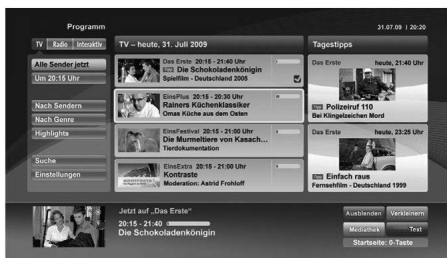 Programm
31.07.09 | 20:20
TV Radio Interaktiv
Alle Sender jetzt
Um 20:15 Uhr
Nach Sendern
Nach Genre
Highlights
Suche
Einstellungen
TV – heute, 31. Juli 2009
Das Erste 20:15 - 21:40 Uhr
Tipp Die Schokoladenkönigin
Spielfilm - Deutschland 2005
EinsPlus 20:15 - 20:30 Uhr
Rainers Küchenklassiker
Omas Küche aus dem Osten
EinsFestival 20:15 - 21:00 Uhr
Die Murmeltiere von Kasach...
Tierdokumentation
EinsExtra 20:15 - 21:00 Uhr
Kontraste
Moderation: Astrid Frohloff
Tagestipps
Das Erste heute, 21:40 Uhr
Tipp Polizeiruf 110
Bei Klingelzeichen Mord
Das Erste heute, 23:25 Uhr
Tipp Einfach raus
Fernsehfilm - Deutschland 1999
Jetzt auf „Das Erste"
20:15 - 21:40
Die Schokoladenkönigin
Ausblenden Verkleinern
Mediathek Text
Startseite: 0-Taste